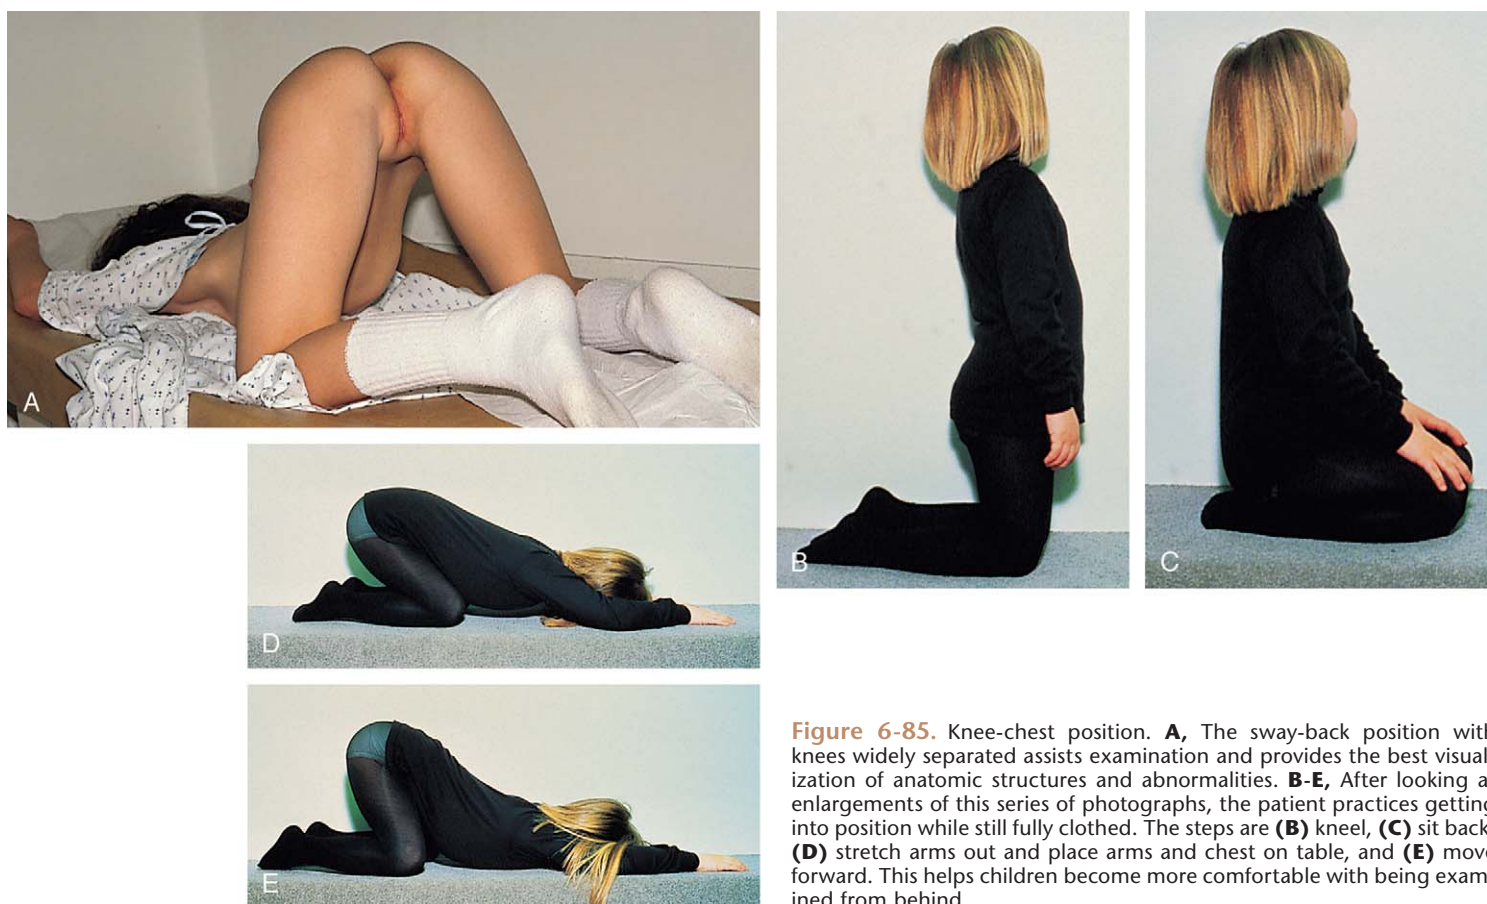 A
B
C
D
E
Figure 6-85. Knee-chest position. A, The sway-back position with
knees widely separated assists examination and provides the best visual-
ization of anatomic structures and abnormalities. B-E, After looking a
enlargements of this series of photographs, the patient practices getting
into position while still fully clothed. The steps are (B) kneel, (C) sit back
(D) stretch arms out and place arms and chest on table, and (E) move
forward. This helps children become more comfortable with being exam-
ined from behind